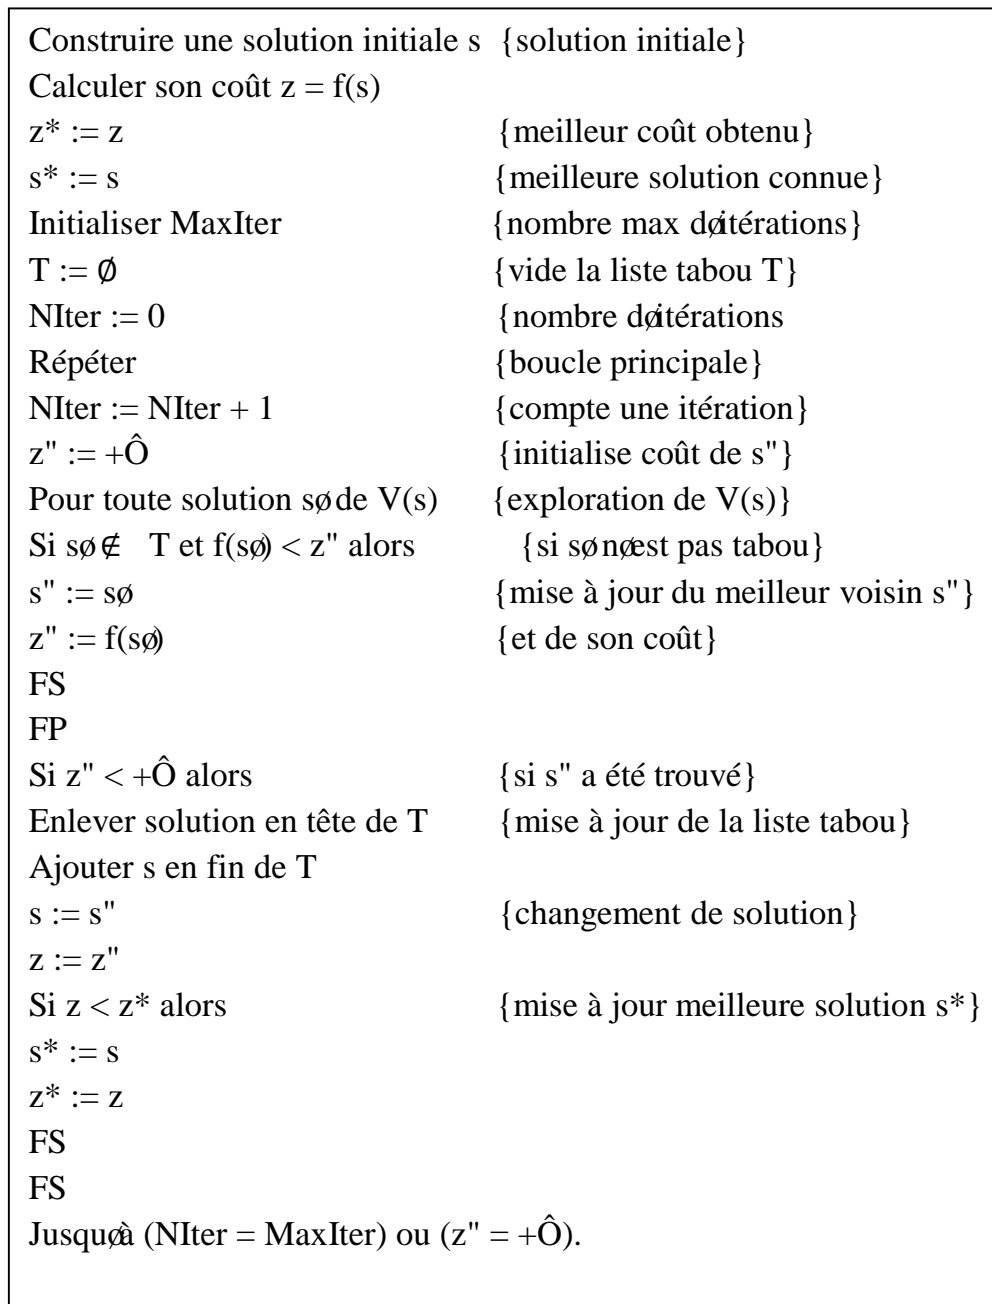 Construire une solution initiale s {solution initiale}
Calculer son coût z = f(s)
z* := z {meilleur coût obtenu}
s* := s {meilleure solution connue}
Initialiser MaxIter {nombre max døitérations}
T := ∅ {vide la liste tabou T}
NIter := 0 {nombre døitérations
Répéter {boucle principale}
NIter := NIter + 1 {compte une itération}
z" := +Ô {initialise coût de s"}
Pour toute solution sø de V(s) {exploration de V(s)}
Si sø ∉ T et f(sø) < z" alors {si sø nøest pas tabou}
s" := sø {mise à jour du meilleur voisin s"}
z" := f(sø) {et de son coût}
FS
FP
Si z" < +Ô alors {si s" a été trouvé}
Enlever solution en tête de T {mise à jour de la liste tabou}
Ajouter s en fin de T
s := s" {changement de solution}
z := z"
Si z < z* alors {mise à jour meilleure solution s*}
s* := s
z* := z
FS
FS
Jusquøà (NIter = MaxIter) ou (z" = +Ô).